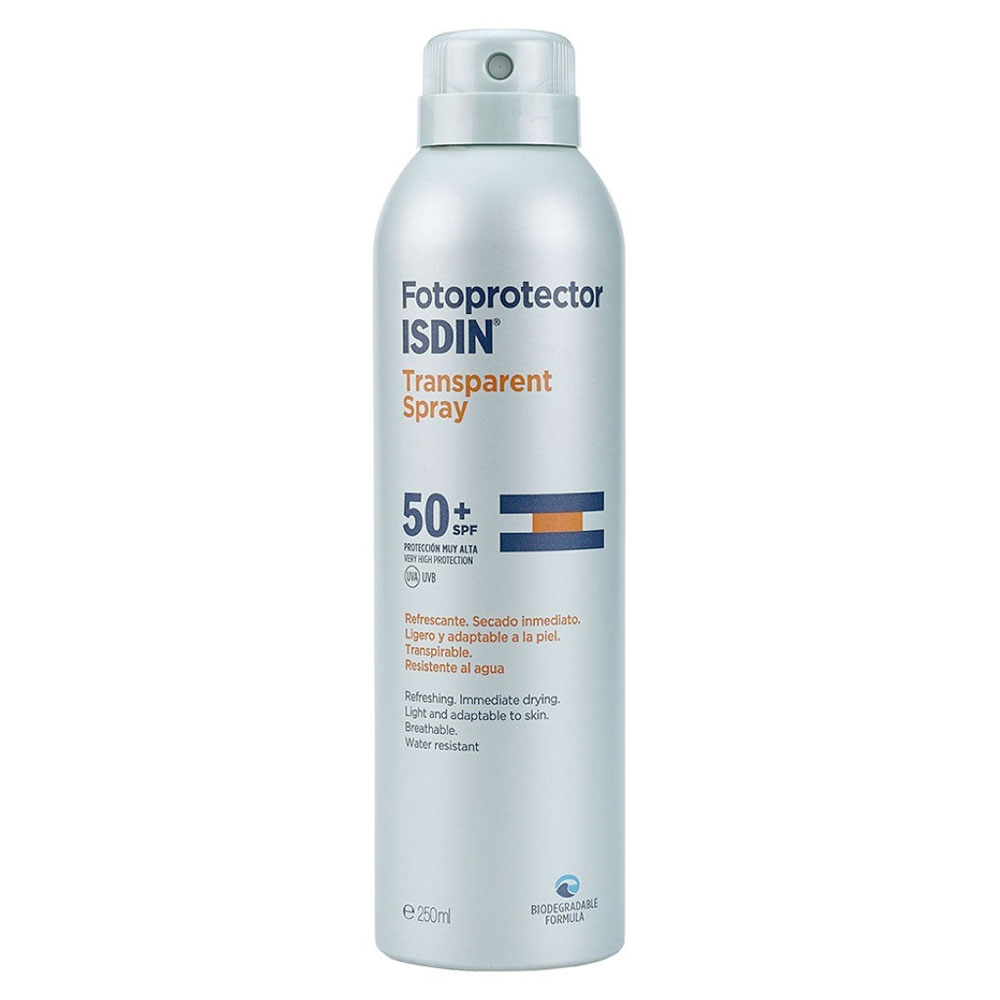 Fotoprotector
ISDIN®
Transparent
Spray
50+
SPF
PROTECCIÓN MUY ALTA
VERY HIGH PROTECTION
UVA UVB
Refrescante. Secado inmediato.
Ligero y adaptable a la piel.
Transpirable.
Resistente al agua
Refreshing. Immediate drying.
Light and adaptable to skin.
Breathable.
Water resistant
℮ 250ml
BIODEGRADABLE
FORMULA